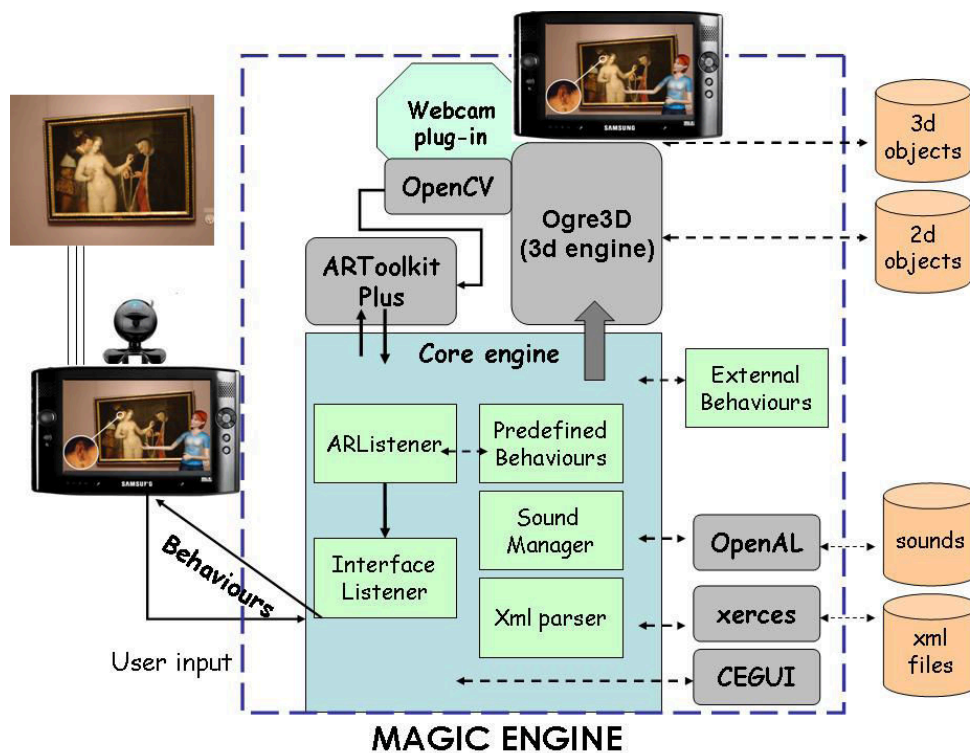 Webcam
plug-in
SAMSUNG
3d
objects
OpenCV
Ogre3D
(3d engine)
2d
objects
ARToolkit
Plus
Core engine
External
Behaviours
ARListener
Predefined
Behaviours
Sound
Manager
OpenAL
sounds
Behaviours
Interface
Listener
Xml parser
xerces
xml
files
User input
CEGUI
MAGIC ENGINE